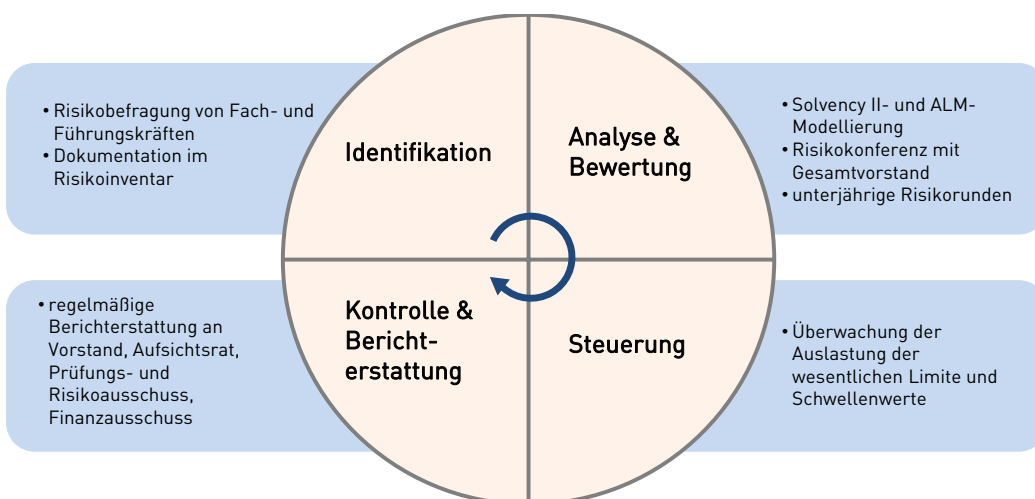 • Risikobefragung von Fach- und
Führungskräften
• Dokumentation im
Risikoinventar
Identifikation
Analyse &
Bewertung
• Solvency II- und ALM-
Modellierung
• Risikokonferenz mit
Gesamtvorstand
• unterjährige Risikorunden
• regelmäßige
Berichterstattung an
Vorstand, Aufsichtsrat,
Prüfungs- und
Risikoausschuss,
Finanzausschuss
Kontrolle &
Bericht-
erstattung
Steuerung
• Überwachung der
Auslastung der
wesentlichen Limite und
Schwellenwerte